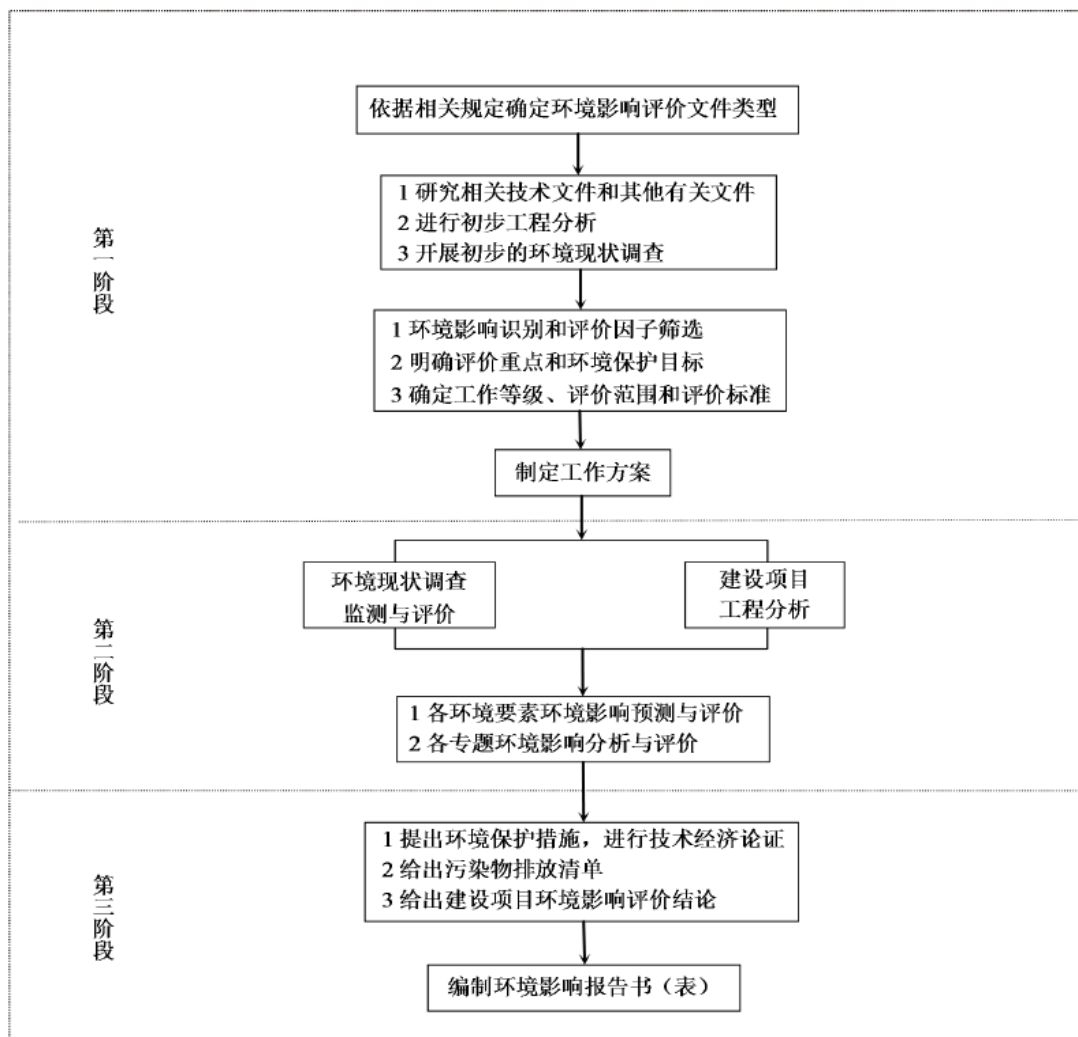 依据相关规定确定环境影响评价文件类型
1 研究相关技术文件和其他有关文件
2 进行初步工程分析
3 开展初步的环境现状调查
第一阶段
1 环境影响识别和评价因子筛选
2 明确评价重点和环境保护目标
3 确定工作等级、评价范围和评价标准
制定工作方案
环境现状调查
监测与评价
建设项目
工程分析
第二阶段
1 各环境要素环境影响预测与评价
2 各专题环境影响分析与评价
1 提出环境保护措施，进行技术经济论证
2 给出污染物排放清单
3 给出建设项目环境影响评价结论
第三阶段
编制环境影响报告书（表）